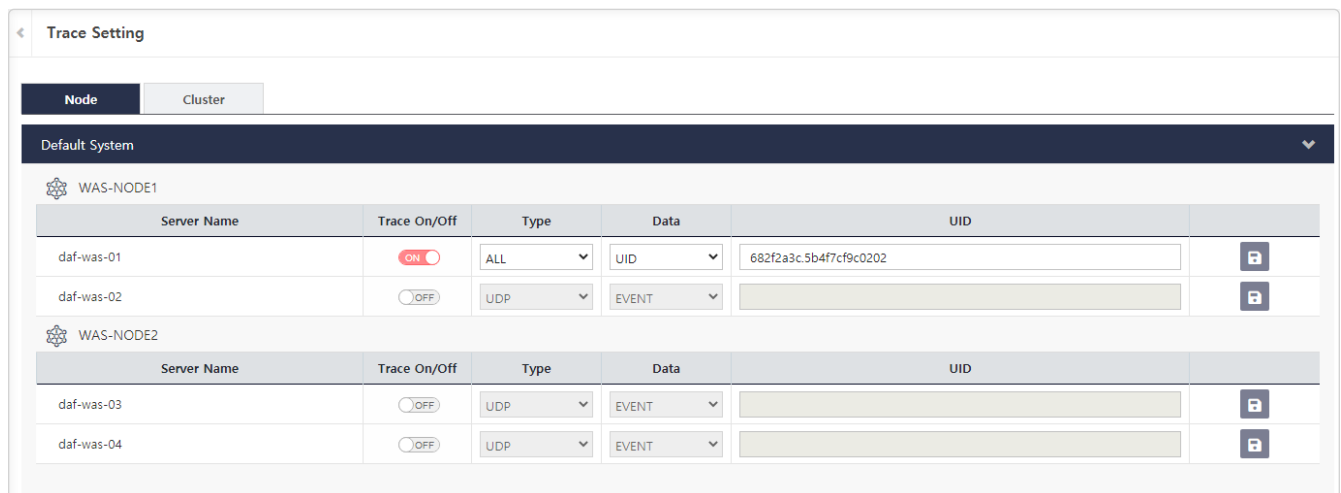 Trace Setting
Node Cluster
Default System
WAS-NODE1
Server Name Trace On/Off Type Data UID
daf-was-01 ON ALL UID 682f2a3c.5b4f7cf9c0202
daf-was-02 OFF UDP EVENT
WAS-NODE2
Server Name Trace On/Off Type Data UID
daf-was-03 OFF UDP EVENT
daf-was-04 OFF UDP EVENT